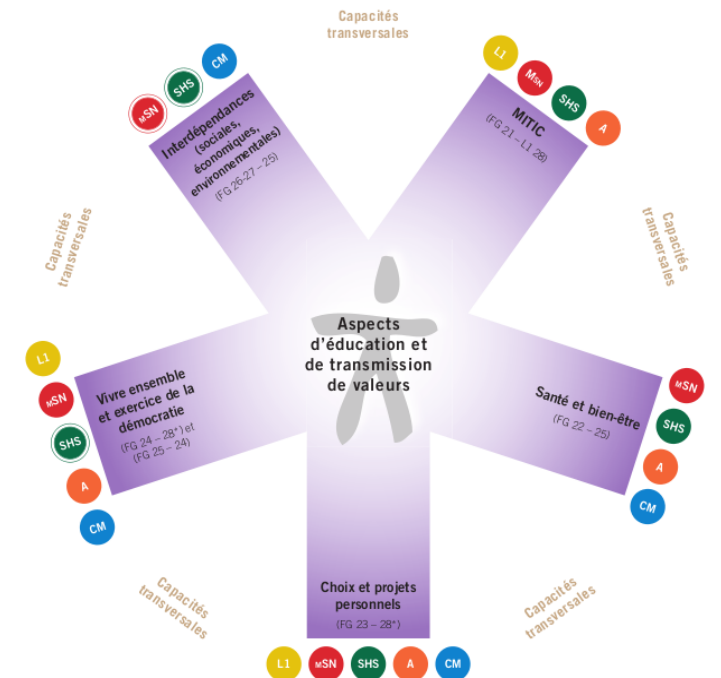 Capacités
transversales
MSN
SHS
CM
Interdépendances
(sociales,
économiques,
environnementales)
(FG 26-27 – 25)
L1
MSN
SHS
A
MITIC
(FG 21 – L1 28)
Capacités
transversales
Capacités
transversales
Aspects
d'éducation et
de transmission
de valeurs
L1
MSN
SHS
A
CM
Vivre ensemble
et exercice de la
démocratie
(FG 24 – 28*) et
(FG 25 – 24)
Santé et bien-être
(FG 22 – 25)
MSN
SHS
A
CM
Capacités
transversales
Capacités
transversales
Choix et projets
personnels
(FG 23 – 28*)
L1 MSN SHS A CM